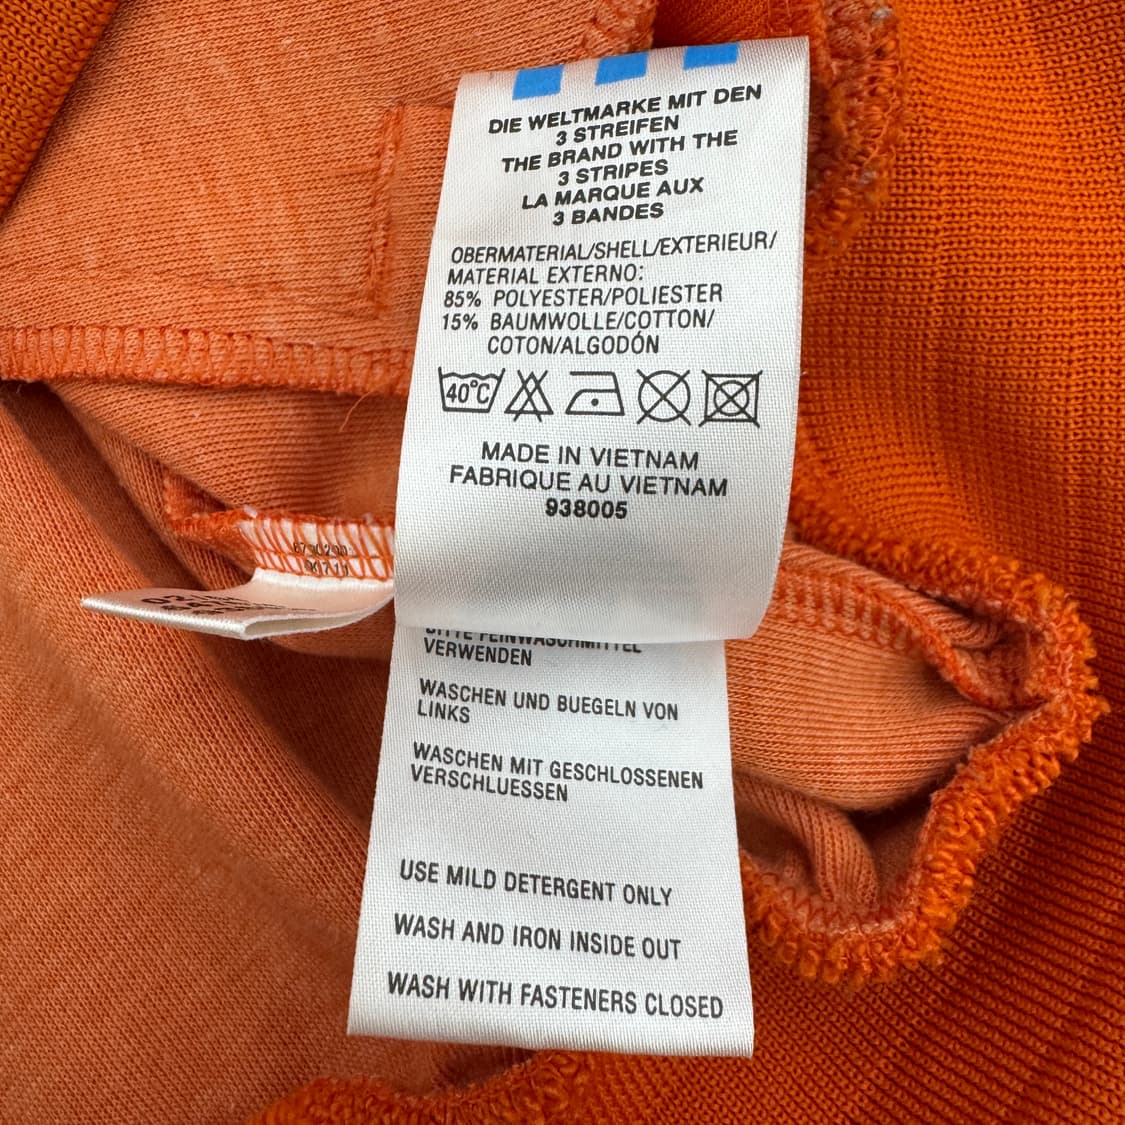 DIE WELTMARKE MIT DEN
3 STREIFEN
THE BRAND WITH THE
3 STRIPES
LA MARQUE AUX
3 BANDES
OBERMATERIAL/SHELL/EXTERIEUR/
MATERIAL EXTERNO:
85% POLYESTER/POLIESTER
15% BAUMWOLLE/COTTON/
COTON/ALGODÓN
40°C
MADE IN VIETNAM
FABRIQUE AU VIETNAM
938005
BITTE FEINWASCHMITTEL
VERWENDEN
WASCHEN UND BUEGELN VON
LINKS
WASCHEN MIT GESCHLOSSENEN
VERSCHLUESSEN
USE MILD DETERGENT ONLY
WASH AND IRON INSIDE OUT
WASH WITH FASTENERS CLOSED